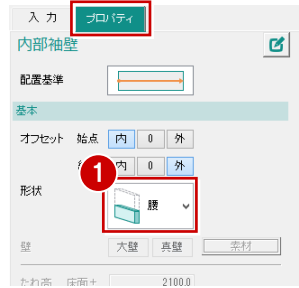 入力 プロパティ
内部袖壁
配置基準
基本
オフセット 始点 内 0 外
内 0 外
1
形状 腰
壁 大壁 真壁 素材
たれ高 床面+ 2100.0